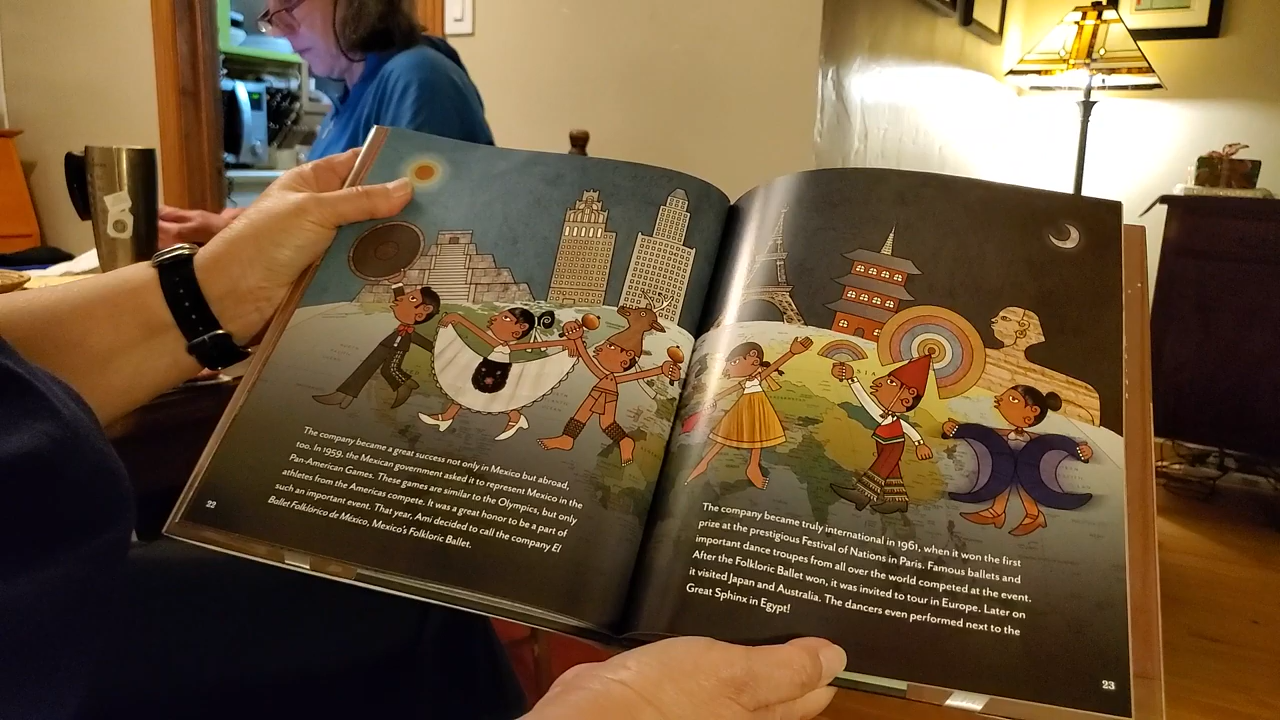 The company became a great success not only in Mexico but abroad,
too. In 1959, the Mexican government asked it to represent Mexico in the
Pan-American Games. These games are similar to the Olympics, but only
athletes from the Americas compete. It was a great honor to be a part of
such an important event. That year, Ami decided to call the company El
Ballet Folklórico de México, Mexico's Folkloric Ballet.
22
The company became truly international in 1961, when it won the first
prize at the prestigious Festival of Nations in Paris. Famous ballets and
important dance troupes from all over the world competed at the event.
After the Folkloric Ballet won, it was invited to tour in Europe. Later on
it visited Japan and Australia. The dancers even performed next to the
Great Sphinx in Egypt!
23